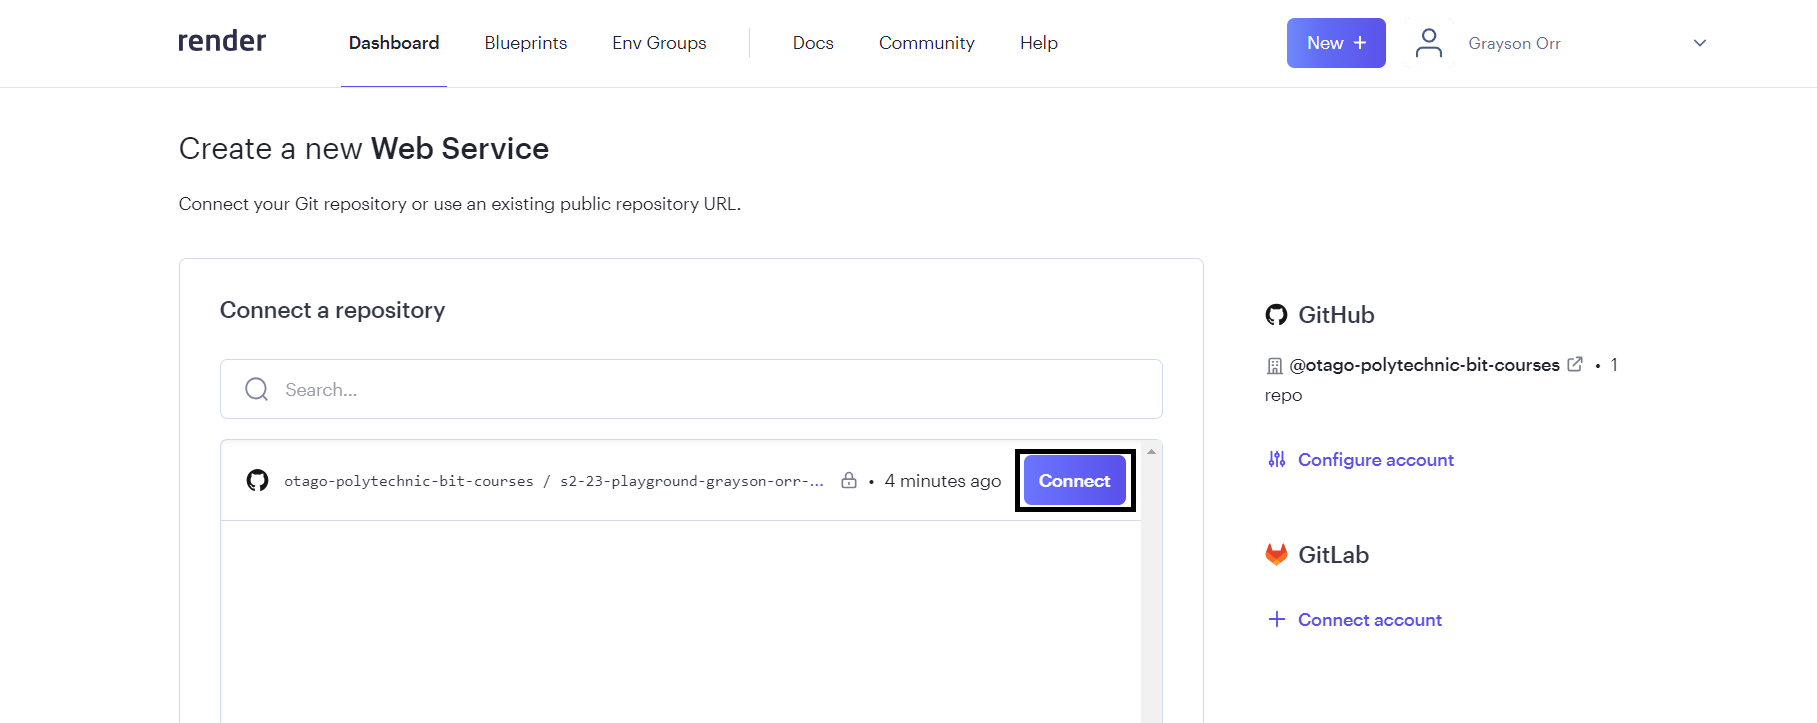 render
Dashboard Blueprints Env Groups Docs Community Help New + Grayson Orr
Create a new Web Service
Connect your Git repository or use an existing public repository URL.
Connect a repository
Search...
otago-polytechnic-bit-courses / s2-23-playground-grayson-orr-... • 4 minutes ago Connect
GitHub
@otago-polytechnic-bit-courses • 1
repo
Configure account
GitLab
+ Connect account